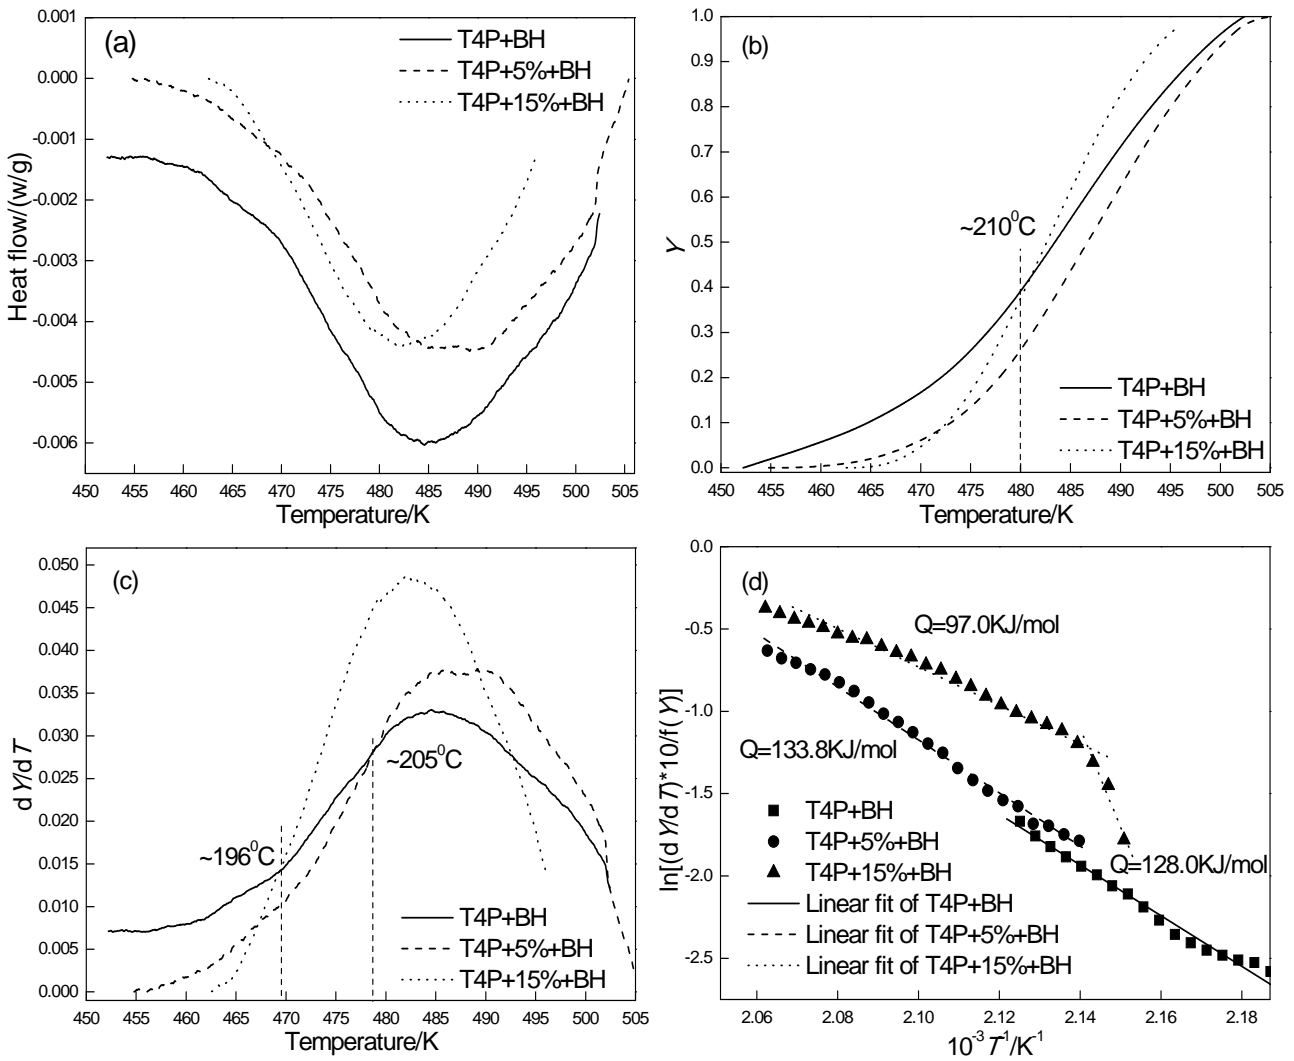 (a)
T4P+BH
T4P+5%+BH
T4P+15%+BH
0.001
0.000
-0.001
-0.002
-0.003
-0.004
-0.005
-0.006
Heat flow/(w/g)
450 455 460 465 470 475 480 485 490 495 500 505
Temperature/K
(b)
1.0
0.9
0.8
0.7
0.6
0.5
0.4
0.3
0.2
0.1
0.0
Y
~210⁰C
T4P+BH
T4P+5%+BH
T4P+15%+BH
450 455 460 465 470 475 480 485 490 495 500 505
Temperature/K
(c)
0.050
0.045
0.040
0.035
0.030
0.025
0.020
0.015
0.010
0.005
0.000
dY/dT
~205⁰C
~196⁰C
T4P+BH
T4P+5%+BH
T4P+15%+BH
450 455 460 465 470 475 480 485 490 495 500 505
Temperature/K
(d)
0.0
-0.5
-1.0
-1.5
-2.0
-2.5
ln[(dY/dT)*10/f(Y)]
Q=97.0KJ/mol
Q=133.8KJ/mol
Q=128.0KJ/mol
T4P+BH
T4P+5%+BH
T4P+15%+BH
Linear fit of T4P+BH
Linear fit of T4P+5%+BH
Linear fit of T4P+15%+BH
2.06 2.08 2.10 2.12 2.14 2.16 2.18
10⁻³T⁻¹/K⁻¹